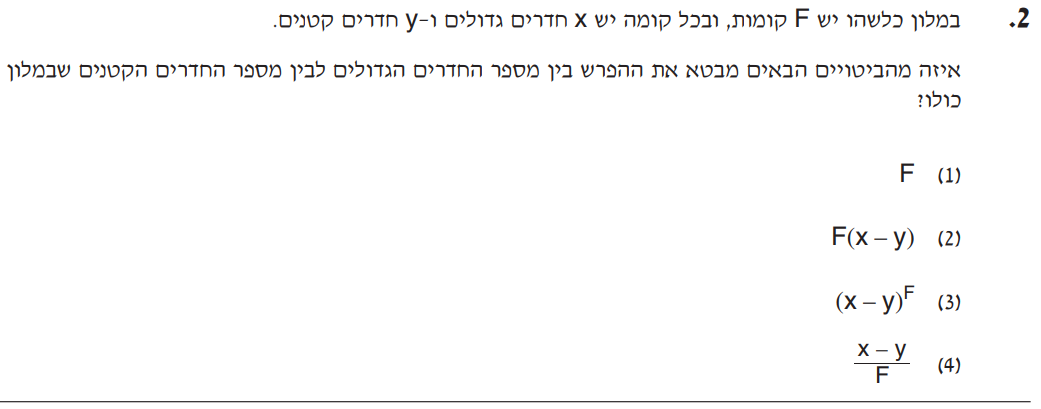 2. במלון כלשהו יש F קומות, ובכל קומה יש x חדרים גדולים ו-y חדרים קטנים.
איזה מהביטויים הבאים מבטא את ההפרש בין מספר החדרים הגדולים לבין מספר החדרים הקטנים שבמלון
כולו?
(1) F
(2) F(x – y)
(3) (x – y)^F
(4) x – y
F